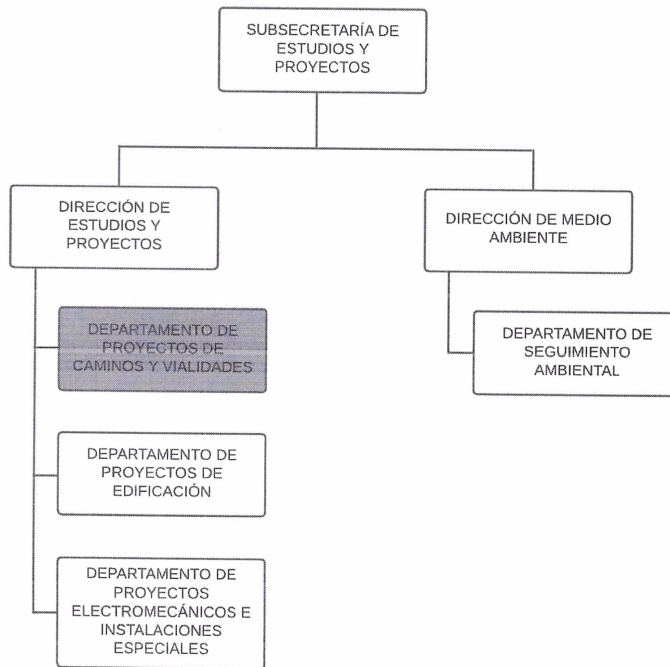 SUBSECRETARÍA DE
ESTUDIOS Y
PROYECTOS
DIRECCIÓN DE
ESTUDIOS Y
PROYECTOS
DIRECCIÓN DE MEDIO
AMBIENTE
DEPARTAMENTO DE
PROYECTOS DE
CAMINOS Y VIALIDADES
DEPARTAMENTO DE
SEGUIMIENTO
AMBIENTAL
DEPARTAMENTO DE
PROYECTOS DE
EDIFICACIÓN
DEPARTAMENTO DE
PROYECTOS
ELECTROMECÁNICOS E
INSTALACIONES
ESPECIALES